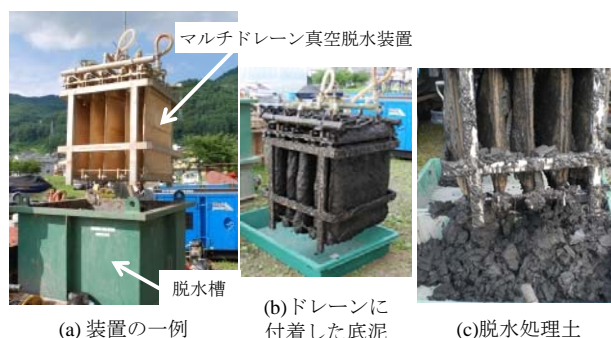 マルチドレーン真空脱水装置
脱水槽
(a) 装置の一例
(b)ドレーンに
付着した底泥
(c)脱水処理土